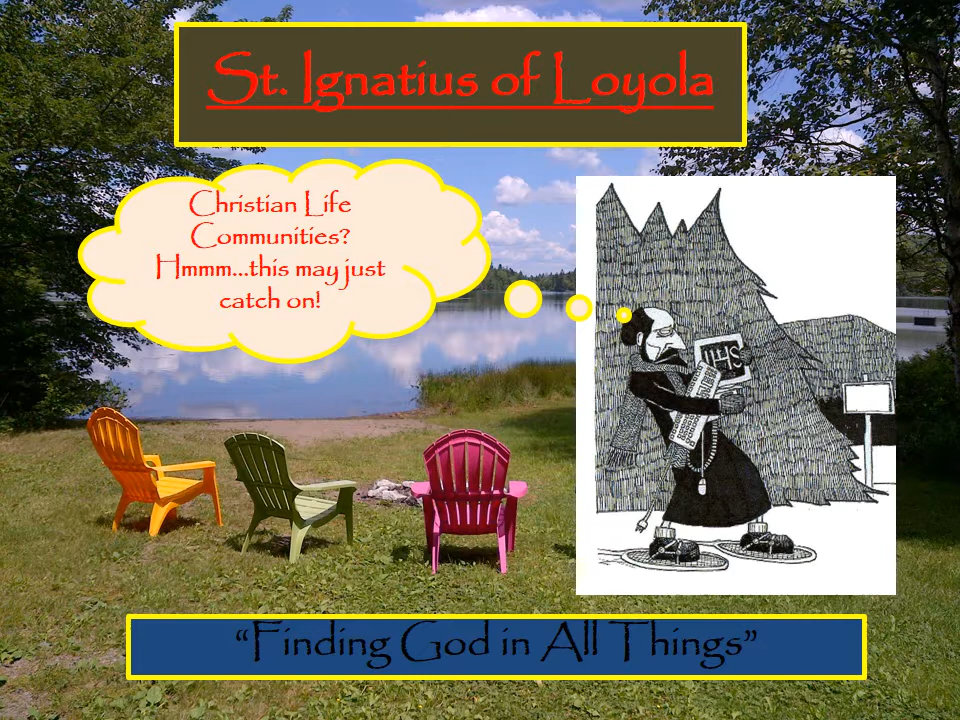 St. Ignatius of Loyola
Christian Life
Communities?
Hmmm...this may just
catch on!
IHS
“Finding God in All Things”